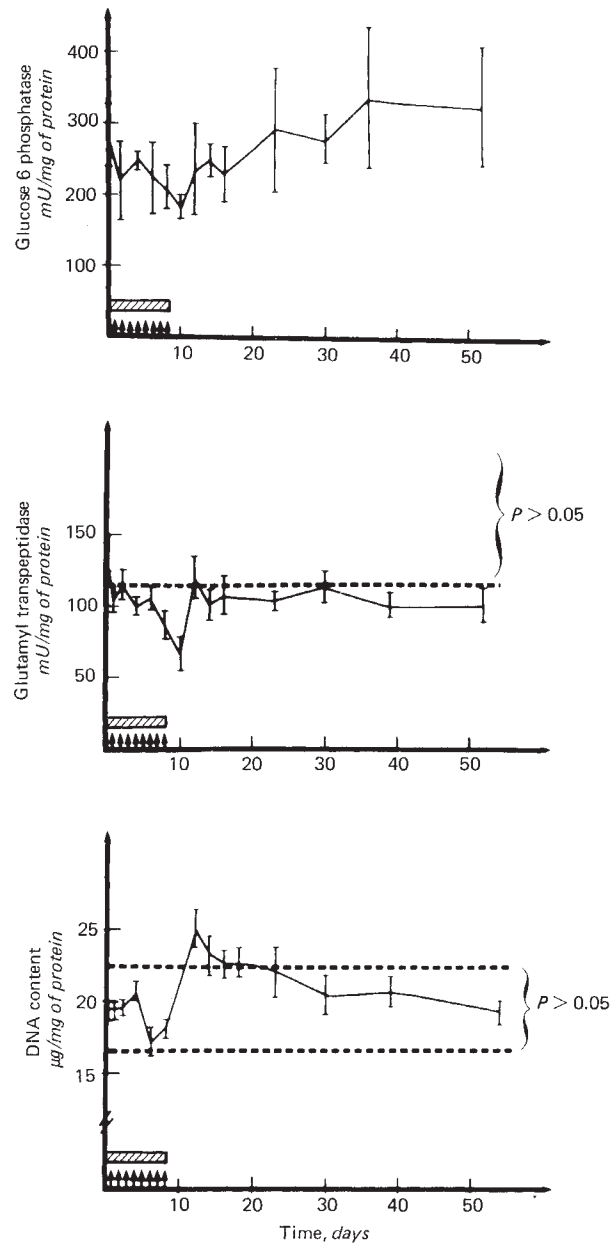 Glucose 6 phosphatase
mU/mg of protein
400
300
200
100
10 20 30 40 50
Glutamyl transpeptidase
mU/mg of protein
150
100
50
P > 0.05
10 20 30 40 50
DNA content
µg/mg of protein
25
20
15
P > 0.05
10 20 30 40 50
Time, days